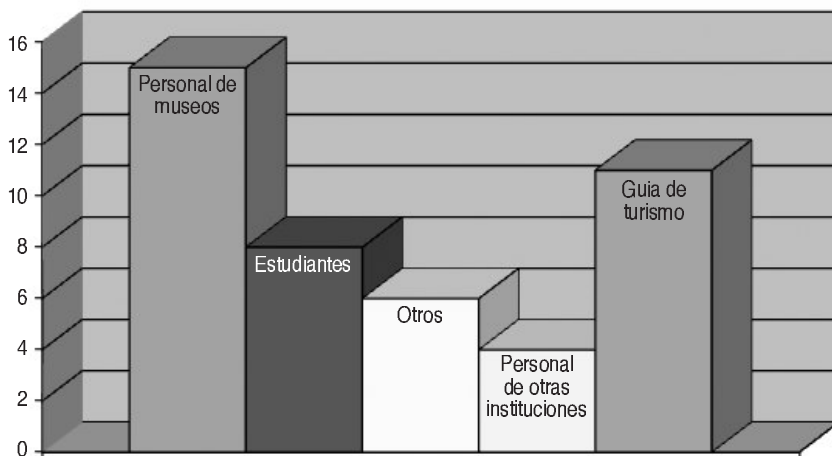 16
14
12
10
8
6
4
2
0
Personal de
museos
Estudiantes
Otros
Personal
de otras
instituciones
Guia de
turismo